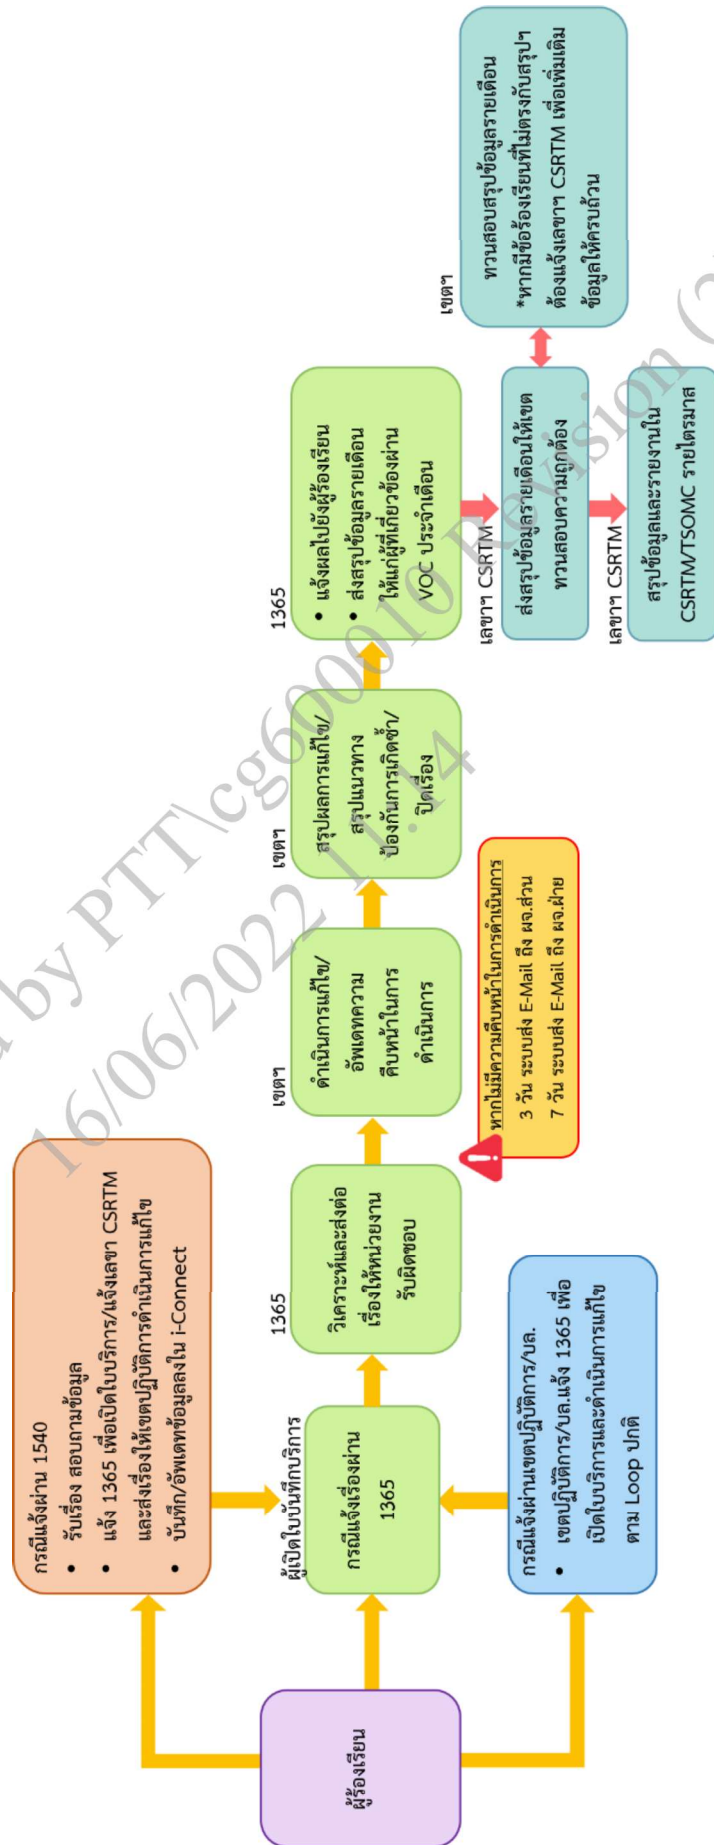 ผู้ร้องเรียน
กรณีแจ้งผ่าน 1540
• รับเรื่อง สอบถามข้อมูล
• แจ้ง 1365 เพื่อเปิดใบบริการ/แจ้งเลขา CSRTM
และส่งเรื่องให้เขตปฏิบัติการดำเนินการแก้ไข
• บันทึก/อัพเดทข้อมูลลงใน i-Connect
ผู้เปิดใบบันทึกบริการ
กรณีแจ้งเรื่องผ่าน
1365
กรณีแจ้งผ่านเขตปฏิบัติการ/บล.
• เขตปฏิบัติการ/บล.แจ้ง 1365 เพื่อ
เปิดใบบริการและดำเนินการแก้ไข
ตาม Loop ปกติ
1365
วิเคราะห์และส่งต่อ
เรื่องให้หน่วยงาน
รับผิดชอบ
เขตฯ
ดำเนินการแก้ไข/
อัพเดทความ
คืบหน้าในการ
ดำเนินการ
หากไม่มีความคืบหน้าในการดำเนินการ
3 วัน ระบบส่ง E-Mail ถึง ผจ.ส่วน
7 วัน ระบบส่ง E-Mail ถึง ผจ.ฝ่าย
เขตฯ
สรุปผลการแก้ไข/
สรุปแนวทาง
ป้องกันการเกิดซ้ำ/
ปิดเรื่อง
1365
• แจ้งผลไปยังผู้ร้องเรียน
• ส่งสรุปข้อมูลรายเดือน
ให้แก่ผู้ที่เกี่ยวข้องผ่าน
VOC ประจำเดือน
เลขาฯ CSRTM
ส่งสรุปข้อมูลรายเดือนให้เขต
ทวนสอบความถูกต้อง
เขตฯ
ทวนสอบสรุปข้อมูลรายเดือน
*หากมีข้อร้องเรียนที่ไม่ตรงกับสรุปฯ
ต้องแจ้งเลขาฯ CSRTM เพื่อเพิ่มเติม
ข้อมูลให้ครบถ้วน
เลขาฯ CSRTM
สรุปข้อมูลและรายงานใน
CSRTM/TSOMC รายไตรมาส
by PTT\cg600010 Revision
16/06/2022 11.14